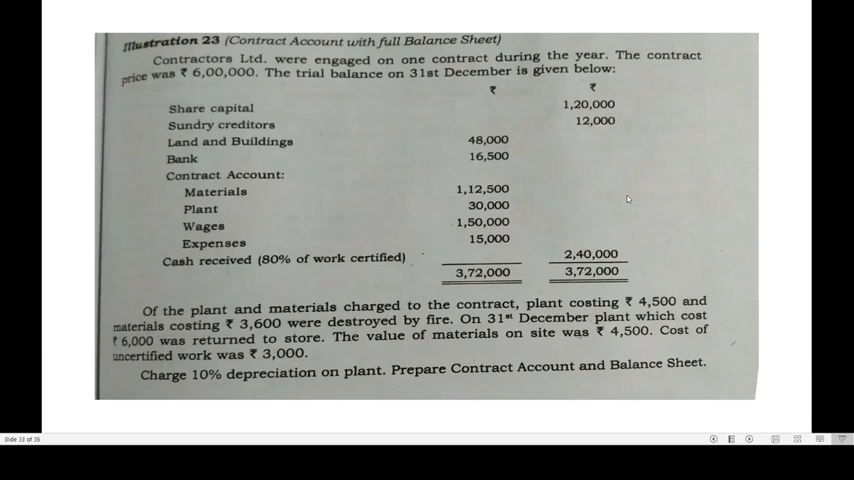 Illustration 23 (Contract Account with full Balance Sheet)
Contractors Ltd. were engaged on one contract during the year. The contract
price was ₹ 6,00,000. The trial balance on 31st December is given below:
₹ ₹
Share capital 1,20,000
Sundry creditors 12,000
Land and Buildings 48,000
Bank 16,500
Contract Account:
Materials 1,12,500
Plant 30,000
Wages 1,50,000
Expenses 15,000
Cash received (80% of work certified) 2,40,000
3,72,000 3,72,000
Of the plant and materials charged to the contract, plant costing ₹ 4,500 and
materials costing ₹ 3,600 were destroyed by fire. On 31st December plant which cost
₹ 6,000 was returned to store. The value of materials on site was ₹ 4,500. Cost of
uncertified work was ₹ 3,000.
Charge 10% depreciation on plant. Prepare Contract Account and Balance Sheet.
Slide 33 of 35